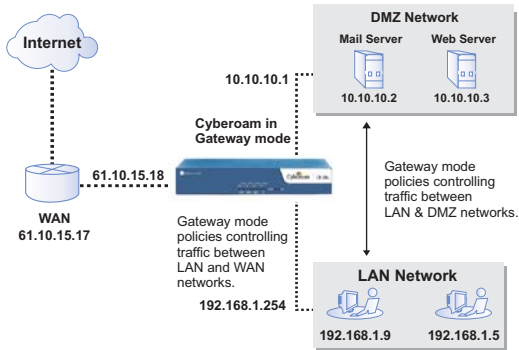 DMZ Network
Mail Server
Web Server
10.10.10.2
10.10.10.3
Internet
10.10.10.1
Cyberoam in
Gateway mode
61.10.15.18
Cyberoam
WAN
61.10.15.17
Gateway mode
policies controlling
traffic between
LAN and WAN
networks.
Gateway mode
policies controlling
traffic between
LAN & DMZ networks.
192.168.1.254
LAN Network
192.168.1.9
192.168.1.5